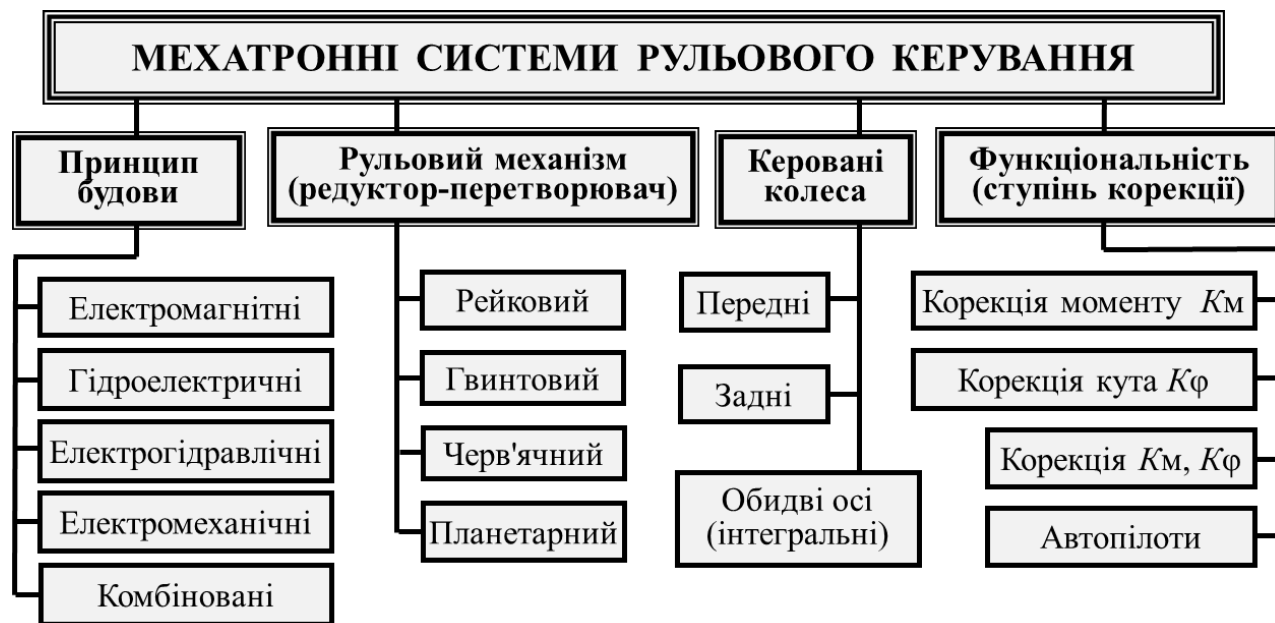 МЕХАТРОННІ СИСТЕМИ РУЛЬОВОГО КЕРУВАННЯ
Принцип
будови
Електромагнітні
Гідроелектричні
Електрогідравлічні
Електромеханічні
Комбіновані
Рульовий механізм
(редуктор-перетворювач)
Рейковий
Гвинтовий
Черв'ячний
Планетарний
Керовані
колеса
Передні
Задні
Обидві осі
(інтегральні)
Функціональність
(ступінь корекції)
Корекція моменту Км
Корекція кута Кφ
Корекція Км, Кφ
Автопілоти